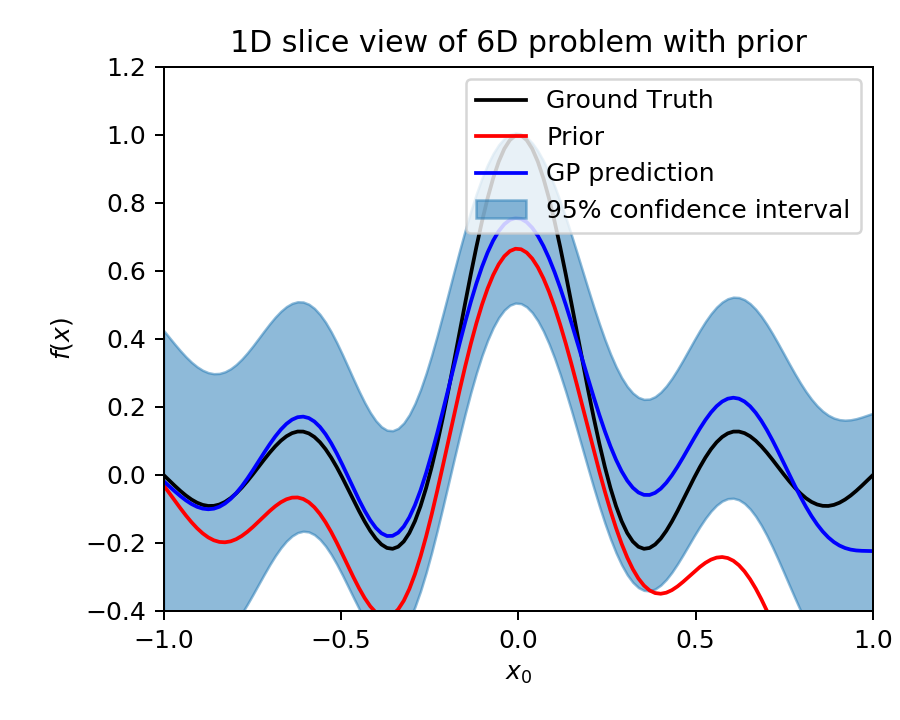 1D slice view of 6D problem with prior
1.2
1.0
0.8
0.6
0.4
0.2
0.0
−0.2
−0.4
f(x)
Ground Truth
Prior
GP prediction
95% confidence interval
−1.0
−0.5
0.0
0.5
1.0
x₀